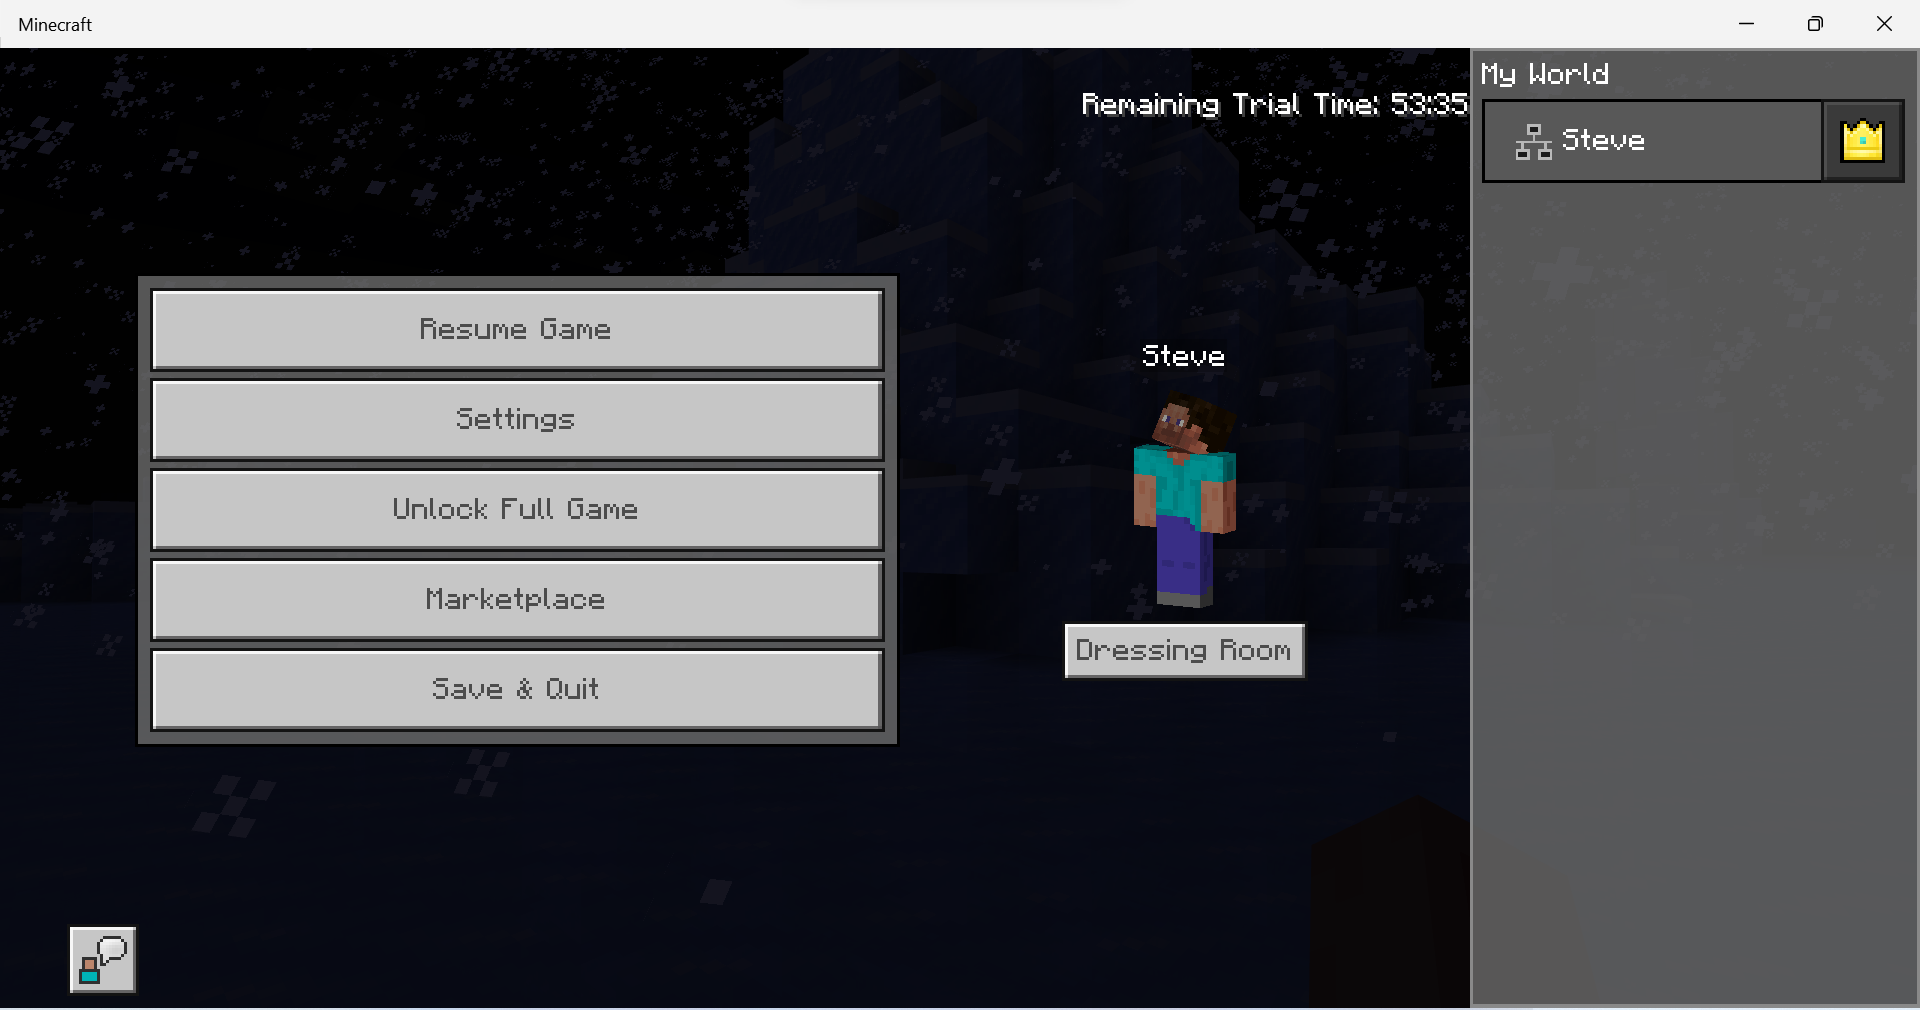 Minecraft
My World
Remaining Trial Time: 53:35
Steve
Resume Game
Steve
Settings
Unlock Full Game
Marketplace
Dressing Room
Save & Quit